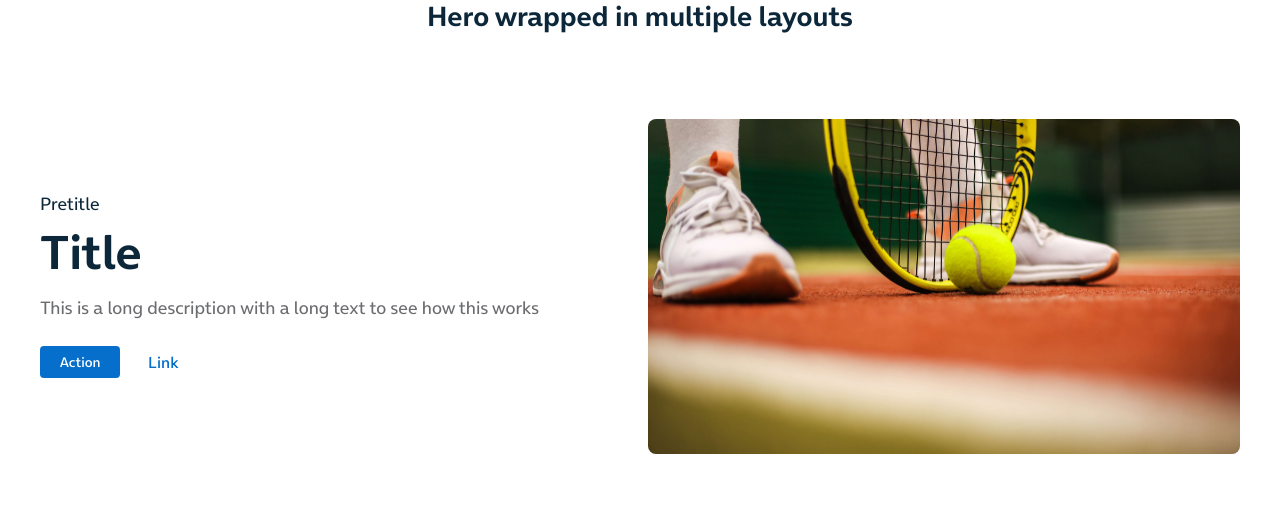 Hero wrapped in multiple layouts
Pretitle
Title
This is a long description with a long text to see how this works
Action
Link